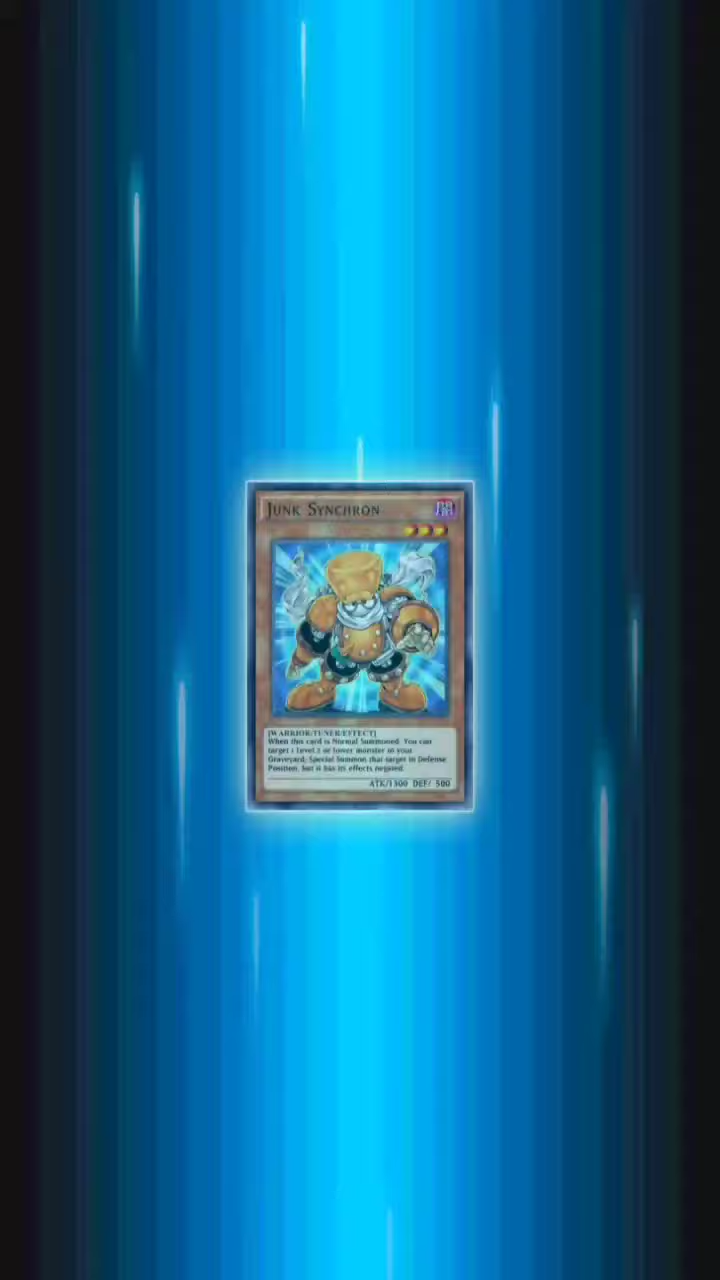 Junk Synchron
[WARRIOR/TUNER/EFFECT]
When this card is Normal Summoned: You can
target 1 Level 2 or lower monster in your
Graveyard; Special Summon that target in Defense
Position, but it has its effects negated.
ATK/1300 DEF/ 500